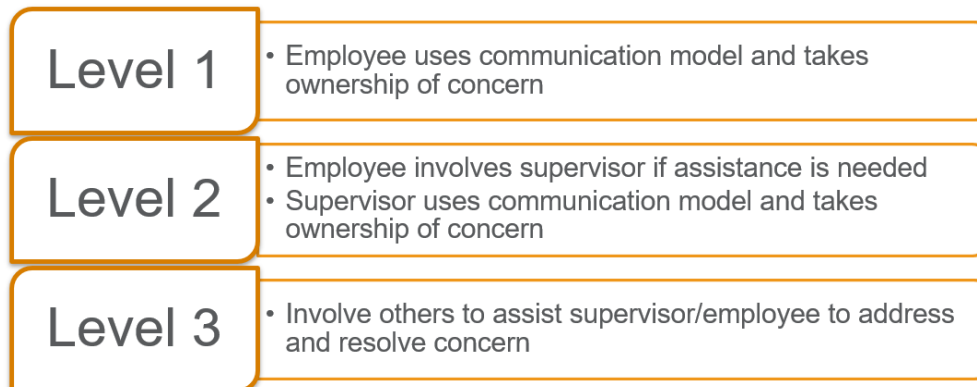 Level 1
• Employee uses communication model and takes
ownership of concern
Level 2
• Employee involves supervisor if assistance is needed
• Supervisor uses communication model and takes
ownership of concern
Level 3
• Involve others to assist supervisor/employee to address
and resolve concern